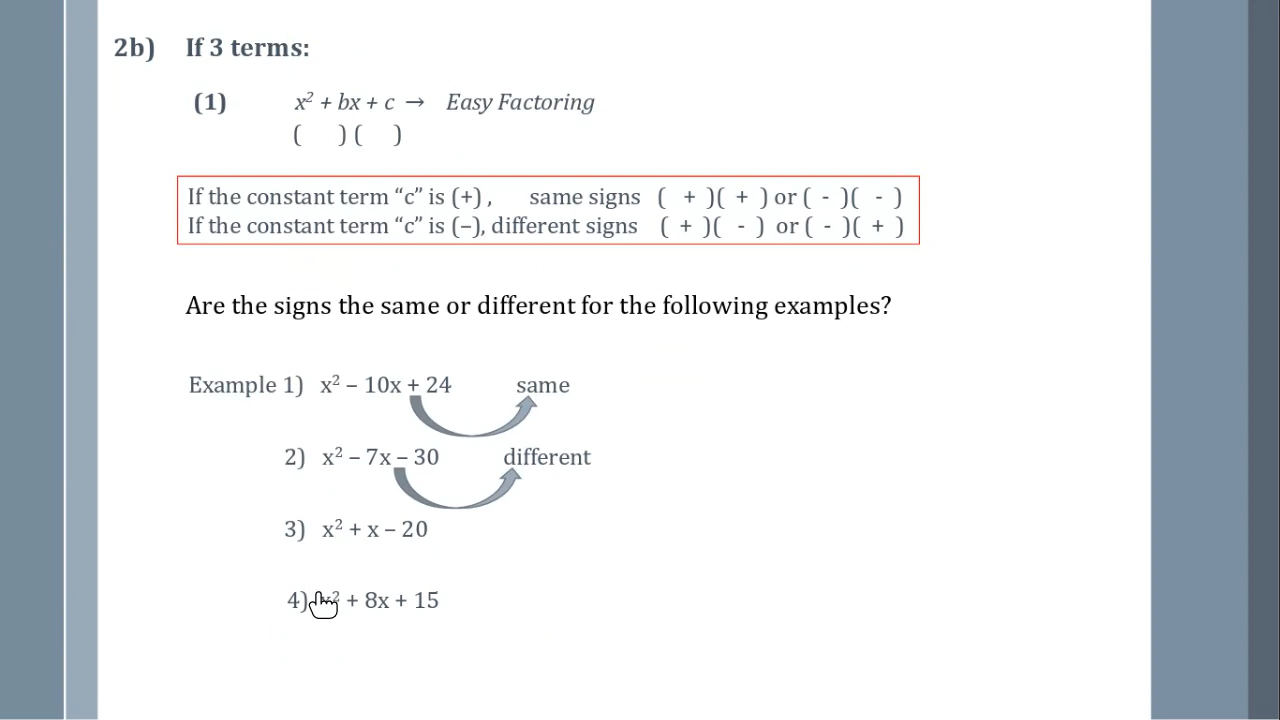 2b) If 3 terms:
(1) x² + bx + c → Easy Factoring
( ) ( )
If the constant term “c” is (+) , same signs ( + )( + ) or ( - )( - )
If the constant term “c” is (–), different signs ( + )( - ) or ( - )( + )
Are the signs the same or different for the following examples?
Example 1) x² – 10x + 24 same
2) x² – 7x – 30 different
3) x² + x – 20
4) x² + 8x + 15